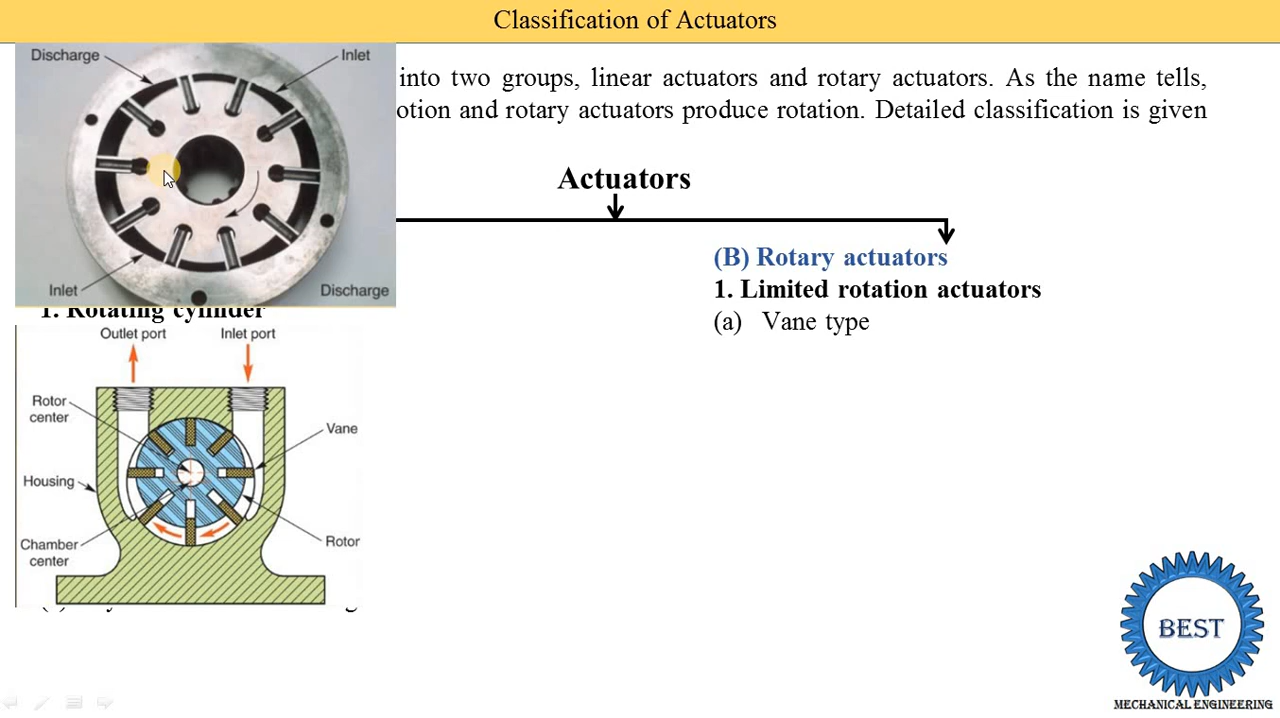 Classification of Actuators
Discharge
Inlet
into two groups, linear actuators and rotary actuators. As the name tells,
otion and rotary actuators produce rotation. Detailed classification is given
Actuators
(B) Rotary actuators
Inlet
Discharge
1. Limited rotation actuators
1. Rotating cylinder
(a) Vane type
Outlet port
Inlet port
Rotor
center
Vane
Housing
Chamber
center
Rotor
BEST
MECHANICAL ENGINEERING